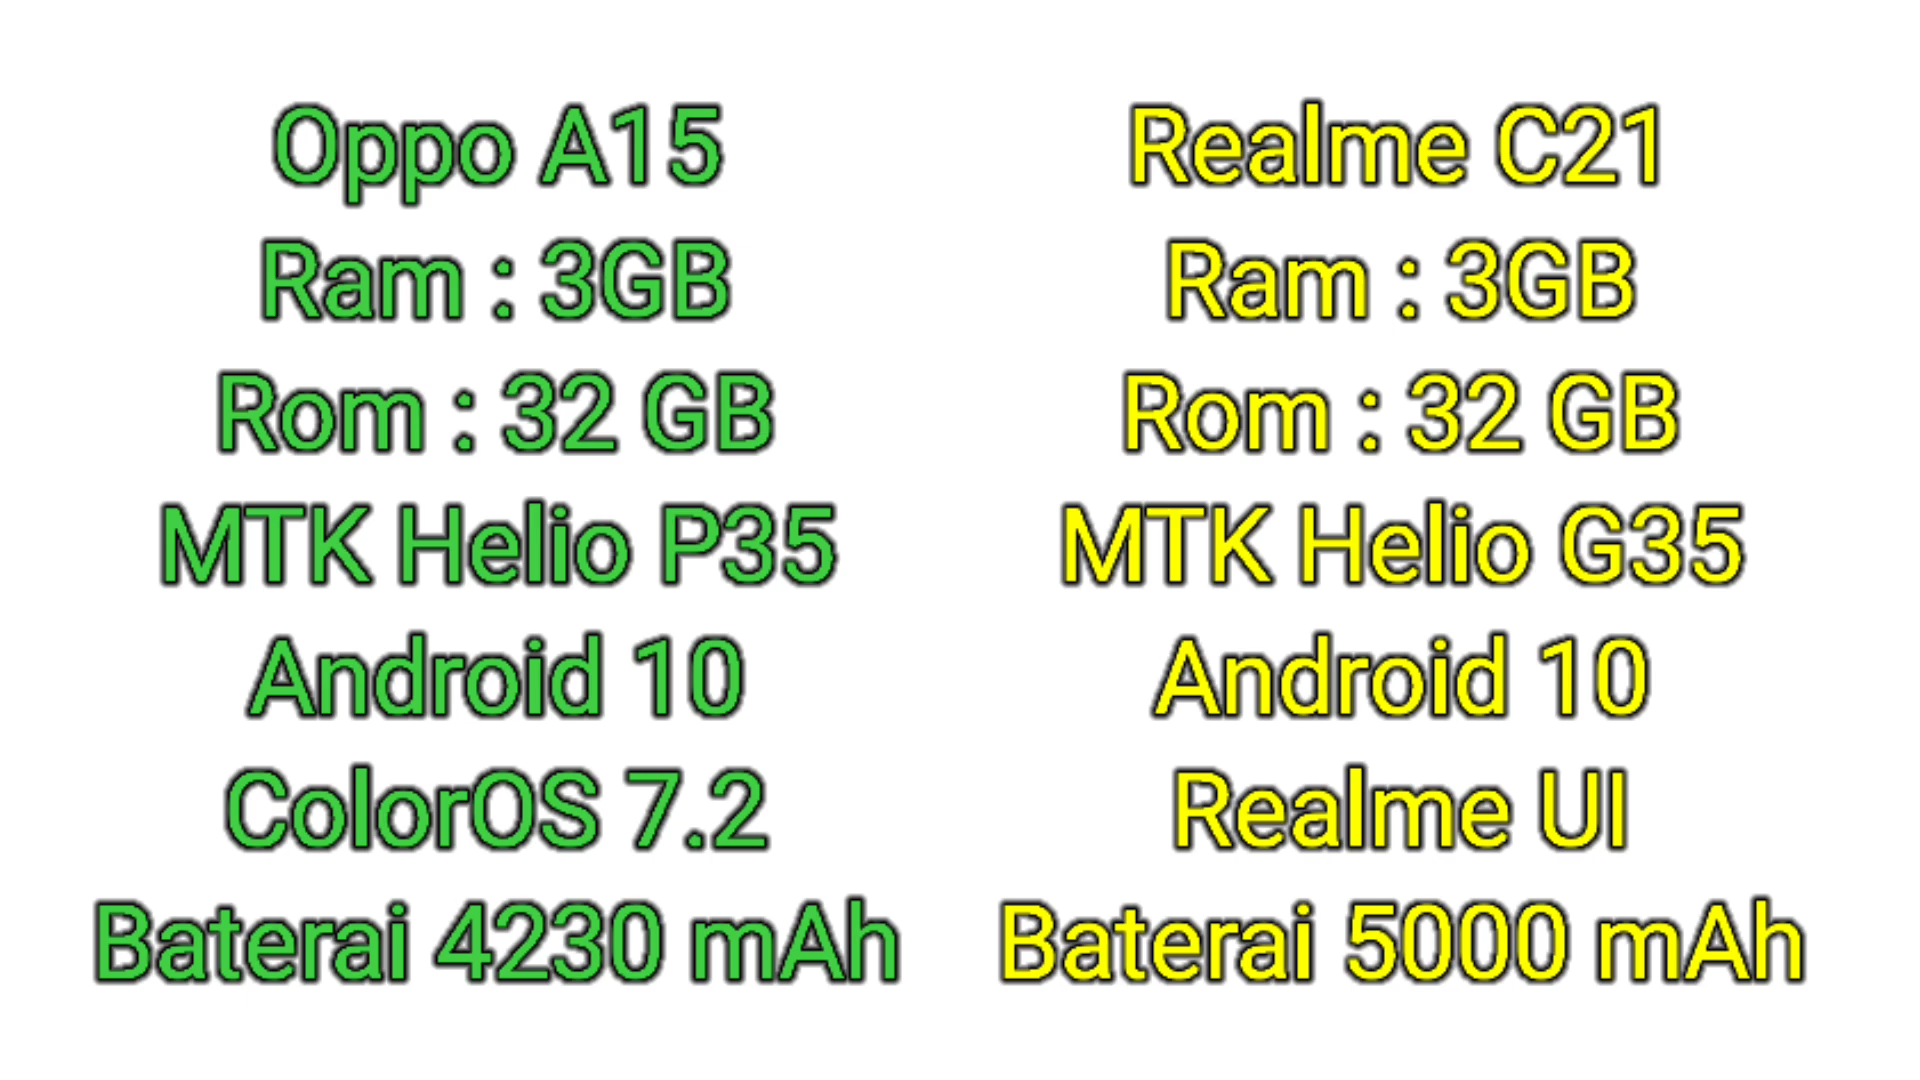 Oppo A15
Ram : 3GB
Rom : 32 GB
MTK Helio P35
Android 10
ColorOS 7.2
Baterai 4230 mAh
Realme C21
Ram : 3GB
Rom : 32 GB
MTK Helio G35
Android 10
Realme UI
Baterai 5000 mAh